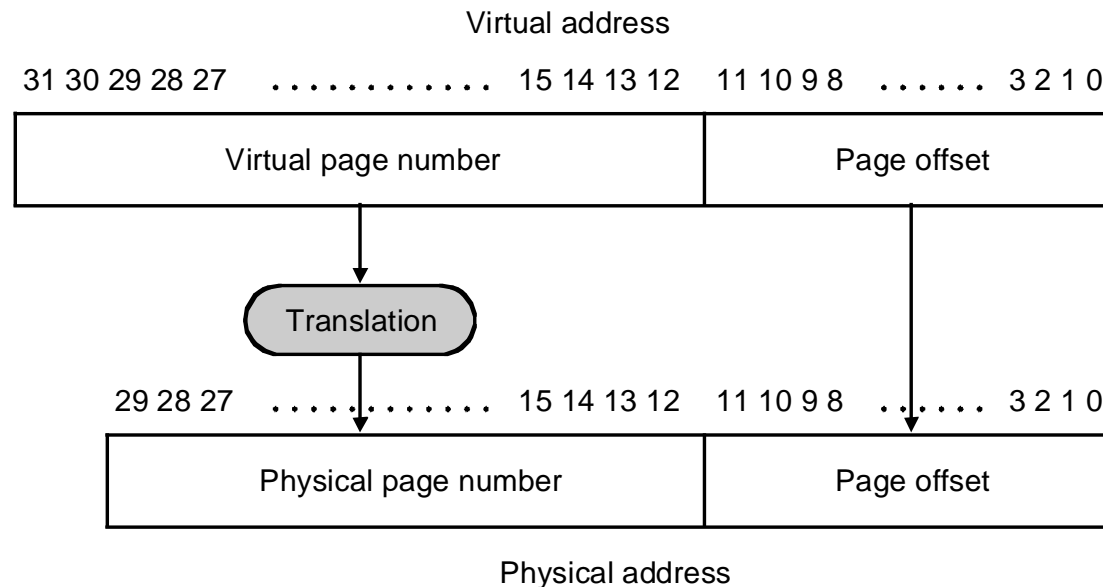 Virtual address
31 30 29 28 27 . . . . . . . . . . . . 15 14 13 12 11 10 9 8 . . . . . . 3 2 1 0
Virtual page number Page offset
Translation
29 28 27 . . . . . . . . . . . . 15 14 13 12 11 10 9 8 . . . . . . 3 2 1 0
Physical page number Page offset
Physical address